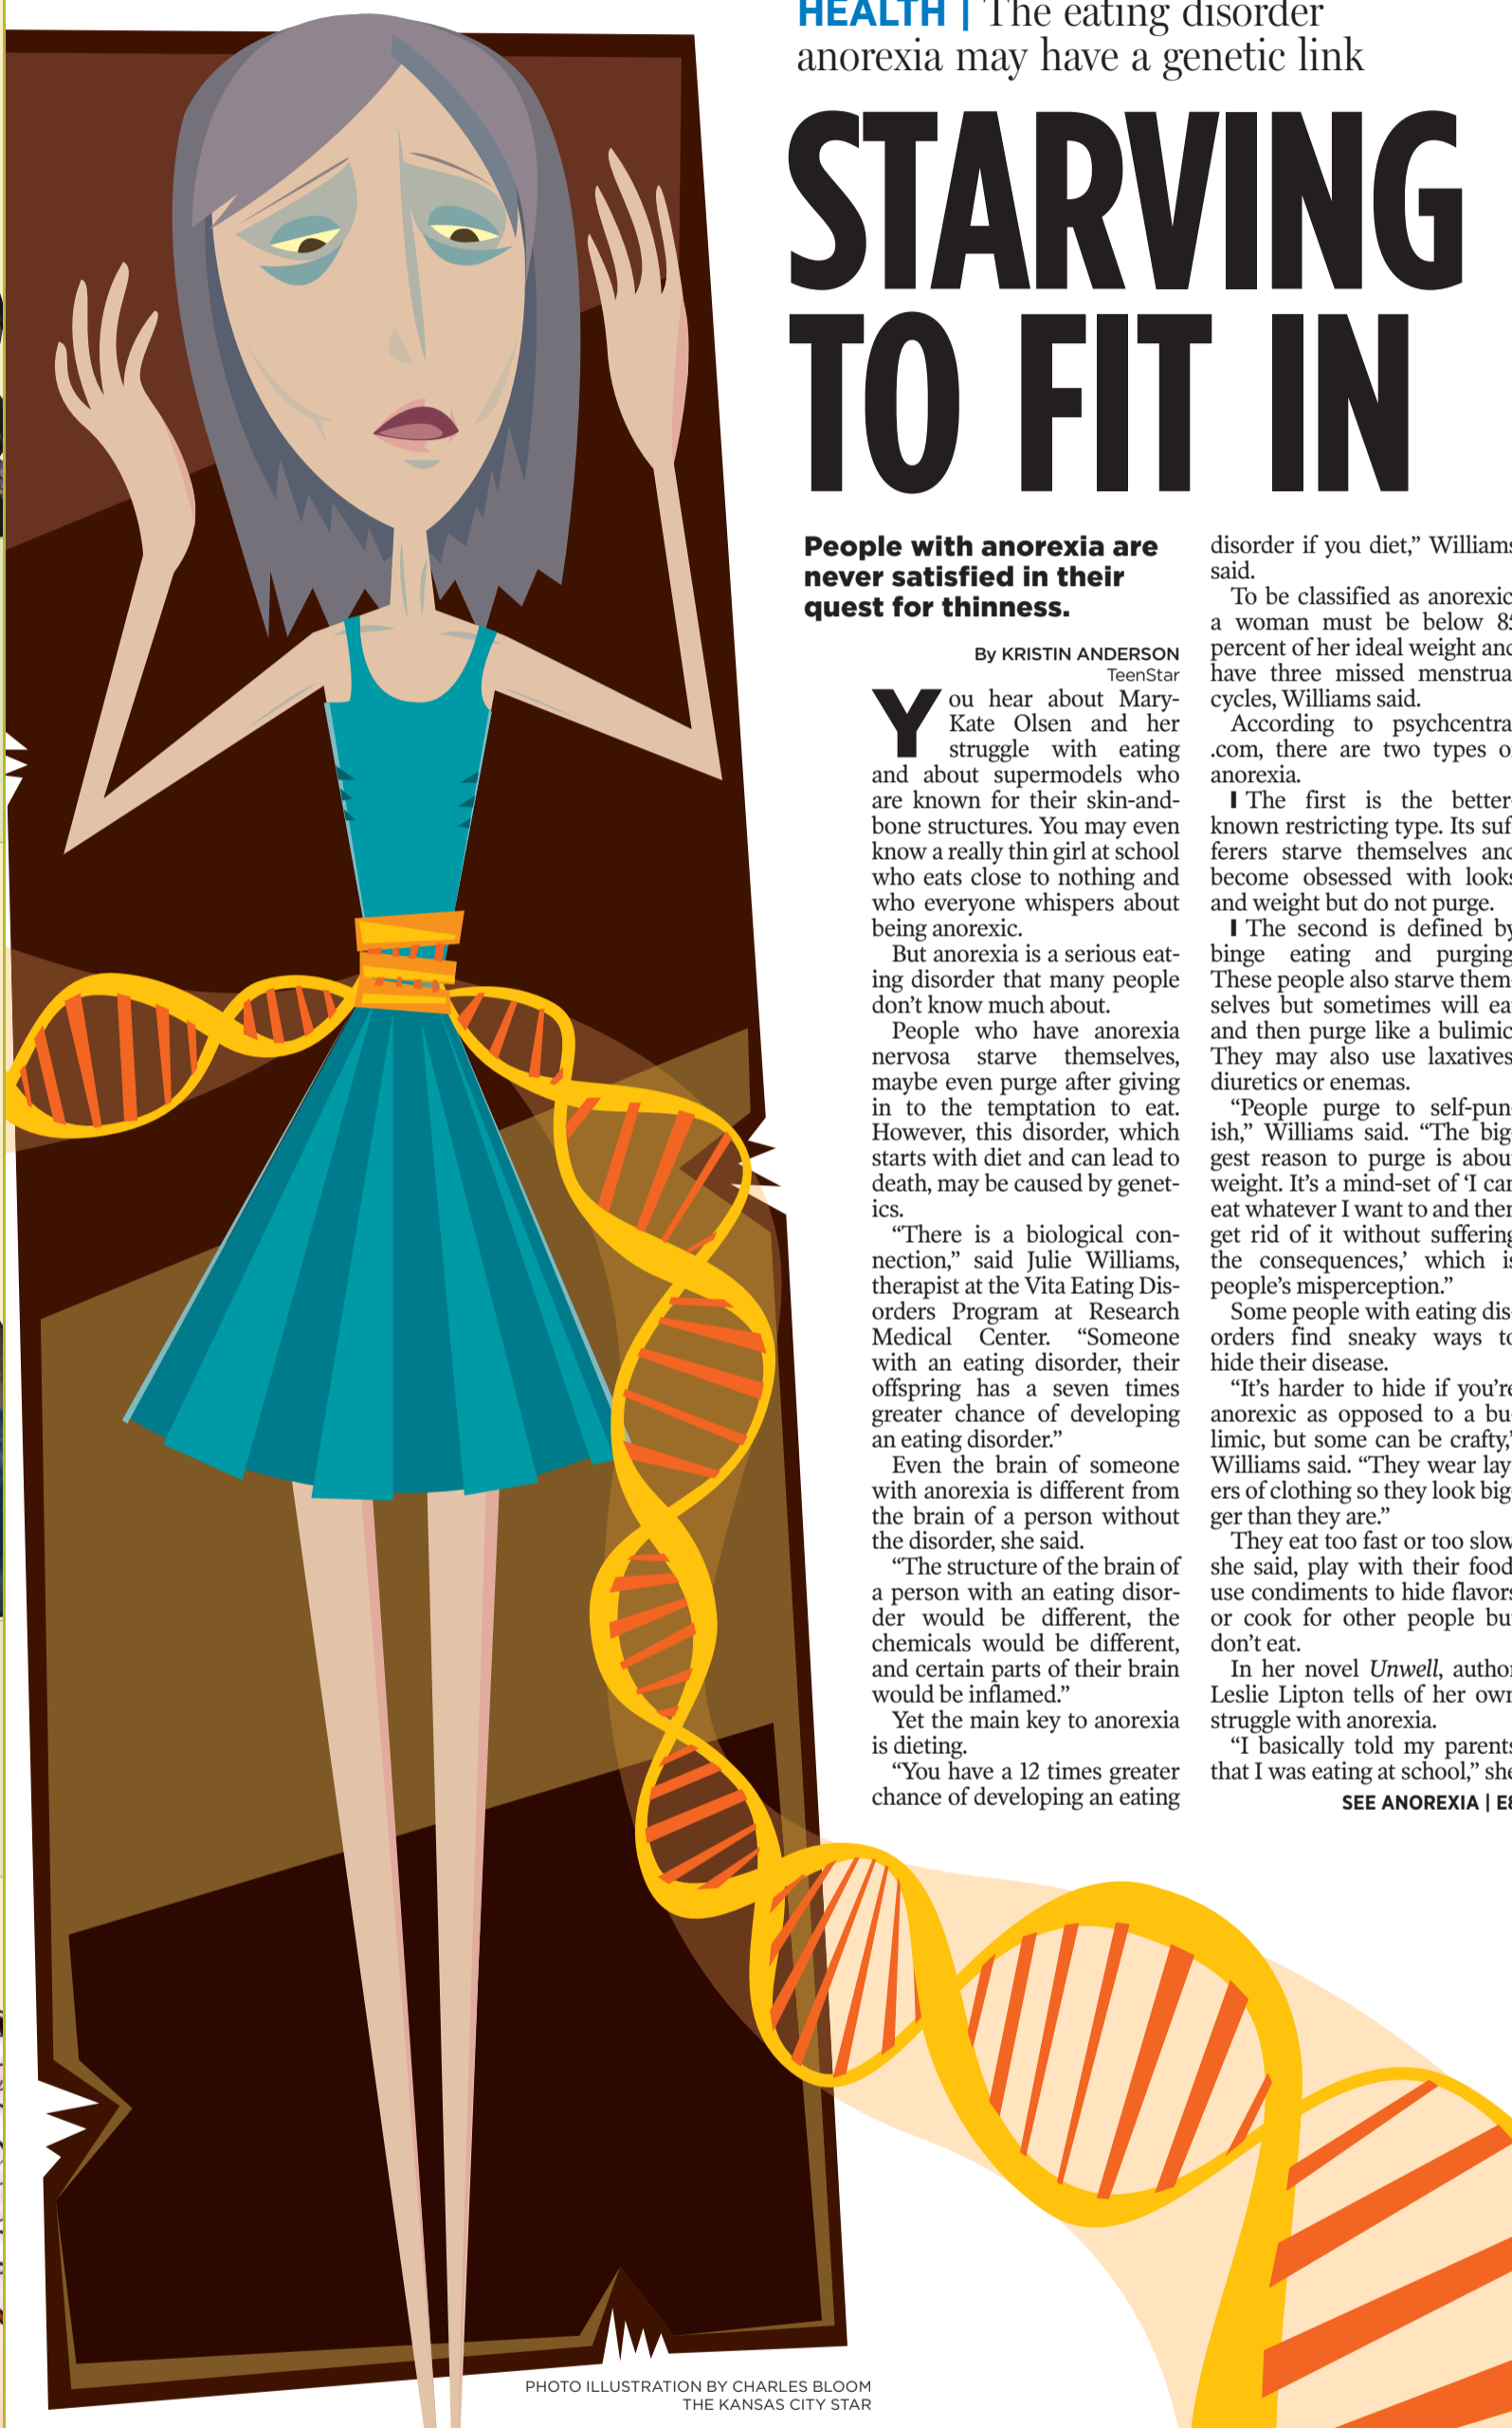 HEALTH | The eating disorder
anorexia may have a genetic link
STARVING
TO FIT IN
People with anorexia are
never satisfied in their
quest for thinness.
By KRISTIN ANDERSON
TeenStar
You hear about Mary-
Kate Olsen and her
struggle with eating
and about supermodels who
are known for their skin-and-
bone structures. You may even
know a really thin girl at school
who eats close to nothing and
who everyone whispers about
being anorexic.
But anorexia is a serious eat-
ing disorder that many people
don't know much about.
People who have anorexia
nervosa starve themselves,
maybe even purge after giving
in to the temptation to eat.
However, this disorder, which
starts with diet and can lead to
death, may be caused by genet-
ics.
“There is a biological con-
nection,” said Julie Williams,
therapist at the Vita Eating Dis-
orders Program at Research
Medical Center. “Someone
with an eating disorder, their
offspring has a seven times
greater chance of developing
an eating disorder.”
Even the brain of someone
with anorexia is different from
the brain of a person without
the disorder, she said.
“The structure of the brain of
a person with an eating disor-
der would be different, the
chemicals would be different,
and certain parts of their brain
would be inflamed.”
Yet the main key to anorexia
is dieting.
“You have a 12 times greater
chance of developing an eating
disorder if you diet,” Williams
said.
To be classified as anorexic
a woman must be below 85
percent of her ideal weight and
have three missed menstrua
cycles, Williams said.
According to psychcentra
.com, there are two types o
anorexia.
❙ The first is the better
known restricting type. Its suf
ferers starve themselves and
become obsessed with looks
and weight but do not purge.
❙ The second is defined by
binge eating and purging
These people also starve them-
selves but sometimes will ea
and then purge like a bulimic
They may also use laxatives
diuretics or enemas.
“People purge to self-pun
ish,” Williams said. “The big
gest reason to purge is abou
weight. It's a mind-set of ‘I can
eat whatever I want to and then
get rid of it without suffering
the consequences,’ which is
people's misperception.”
Some people with eating dis
orders find sneaky ways to
hide their disease.
“It's harder to hide if you're
anorexic as opposed to a bu
limic, but some can be crafty,”
Williams said. “They wear lay
ers of clothing so they look big
ger than they are.”
They eat too fast or too slow
she said, play with their food
use condiments to hide flavors
or cook for other people bu
don't eat.
In her novel Unwell, author
Leslie Lipton tells of her own
struggle with anorexia.
“I basically told my parents
that I was eating at school,” she
SEE ANOREXIA | E8
PHOTO ILLUSTRATION BY CHARLES BLOOM
THE KANSAS CITY STAR